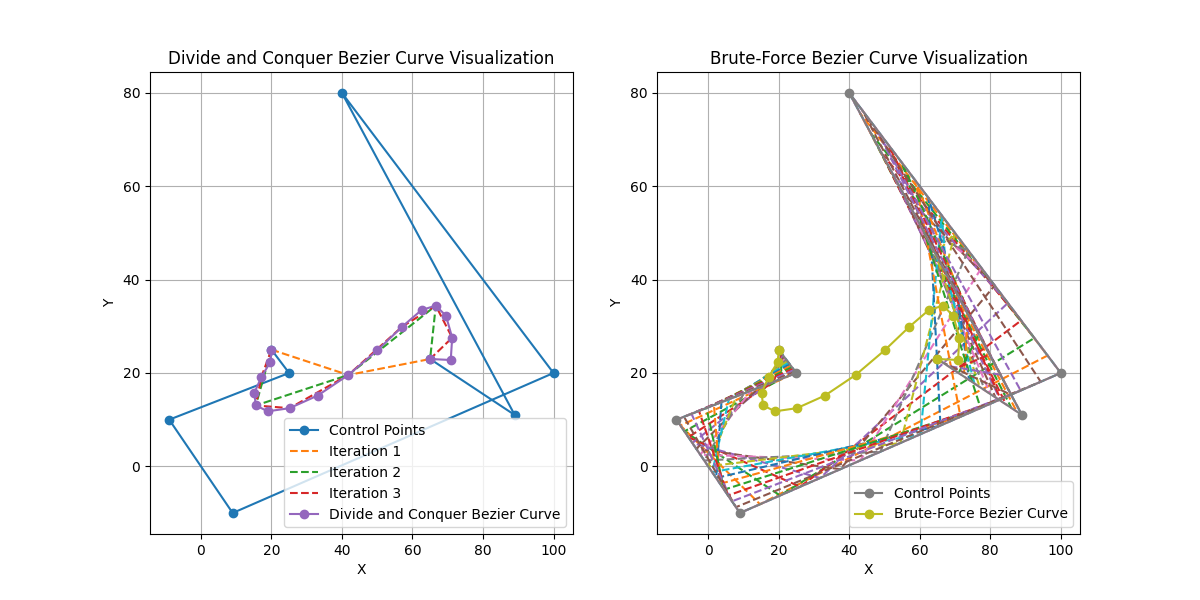 Divide and Conquer Bezier Curve Visualization
80
60
40
20
0
Y
Control Points
Iteration 1
Iteration 2
Iteration 3
Divide and Conquer Bezier Curve
0 20 40 60 80 100
X
Brute-Force Bezier Curve Visualization
80
60
40
20
0
Y
Control Points
Brute-Force Bezier Curve
0 20 40 60 80 100
X